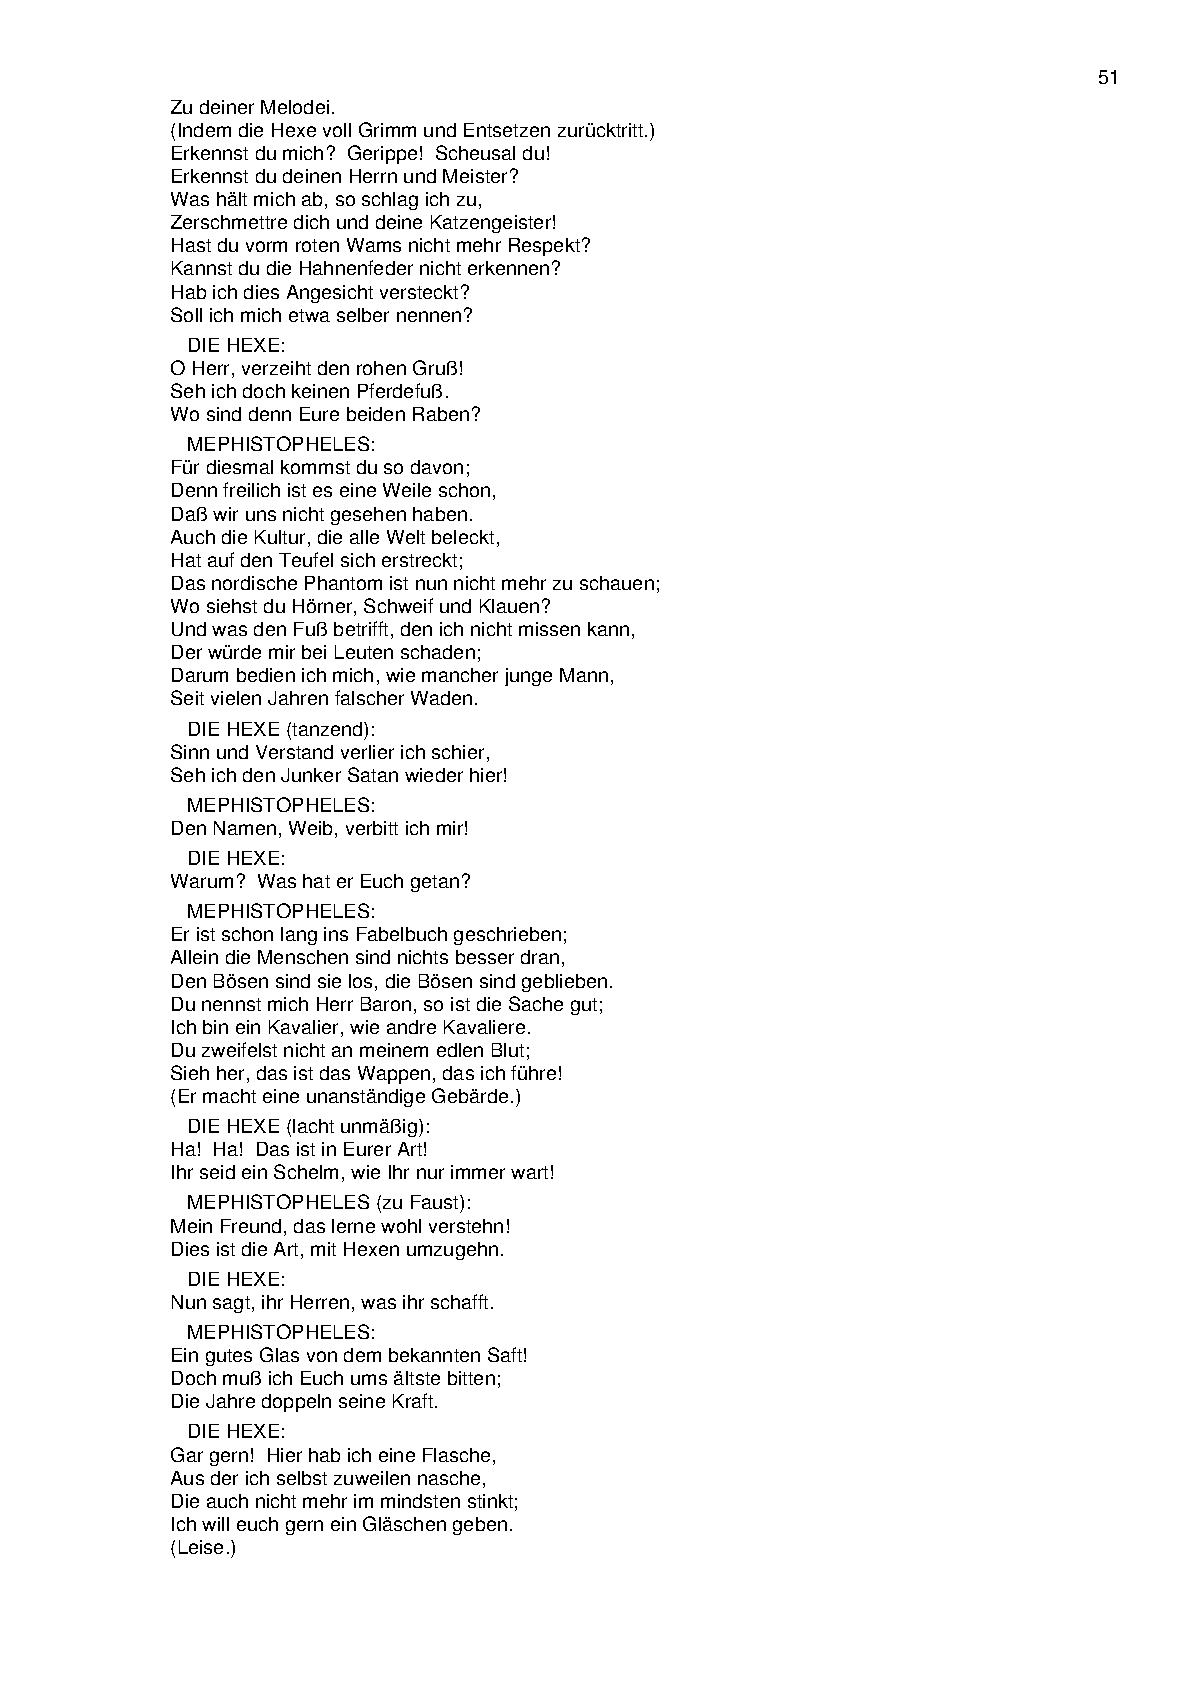 51
Zu deiner Melodei.
(Indem die Hexe voll Grimm und Entsetzen zurücktritt.)
Erkennst du mich?  Gerippe!  Scheusal du!
Erkennst du deinen Herrn und Meister?
Was hält mich ab, so schlag ich zu,
Zerschmettre dich und deine Katzengeister!
Hast du vorm roten Wams nicht mehr Respekt?
Kannst du die Hahnenfeder nicht erkennen?
Hab ich dies Angesicht versteckt?
Soll ich mich etwa selber nennen?
DIE HEXE:
O Herr, verzeiht den rohen Gruß!
Seh ich doch keinen Pferdefuß.
Wo sind denn Eure beiden Raben?
MEPHISTOPHELES:
Für diesmal kommst du so davon;
Denn freilich ist es eine Weile schon,
Daß wir uns nicht gesehen haben.
Auch die Kultur, die alle Welt beleckt,
Hat auf den Teufel sich erstreckt;
Das nordische Phantom ist nun nicht mehr zu schauen;
Wo siehst du Hörner, Schweif und Klauen?
Und was den Fuß betrifft, den ich nicht missen kann,
Der würde mir bei Leuten schaden;
Darum bedien ich mich, wie mancher junge Mann,
Seit vielen Jahren falscher Waden.
DIE HEXE (tanzend):
Sinn und Verstand verlier ich schier,
Seh ich den Junker Satan wieder hier!
MEPHISTOPHELES:
Den Namen, Weib, verbitt ich mir!
DIE HEXE:
Warum?  Was hat er Euch getan?
MEPHISTOPHELES:
Er ist schon lang ins Fabelbuch geschrieben;
Allein die Menschen sind nichts besser dran,
Den Bösen sind sie los, die Bösen sind geblieben.
Du nennst mich Herr Baron, so ist die Sache gut;
Ich bin ein Kavalier, wie andre Kavaliere.
Du zweifelst nicht an meinem edlen Blut;
Sieh her, das ist das Wappen, das ich führe!
(Er macht eine unanständige Gebärde.)
DIE HEXE (lacht unmäßig):
Ha!  Ha!  Das ist in Eurer Art!
Ihr seid ein Schelm, wie Ihr nur immer wart!
MEPHISTOPHELES (zu Faust):
Mein Freund, das lerne wohl verstehn!
Dies ist die Art, mit Hexen umzugehn.
DIE HEXE:
Nun sagt, ihr Herren, was ihr schafft.
MEPHISTOPHELES:
Ein gutes Glas von dem bekannten Saft!
Doch muß ich Euch ums ältste bitten;
Die Jahre doppeln seine Kraft.
DIE HEXE:
Gar gern!  Hier hab ich eine Flasche,
Aus der ich selbst zuweilen nasche,
Die auch nicht mehr im mindsten stinkt;
Ich will euch gern ein Gläschen geben.
(Leise.)